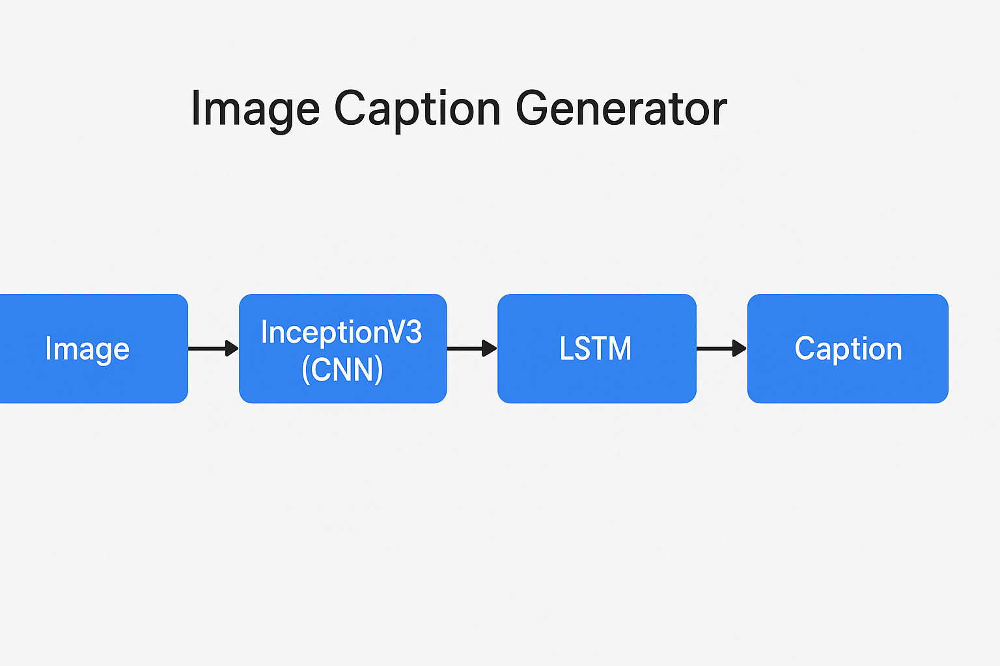 Image Caption Generator
Image
InceptionV3
(CNN)
LSTM
Caption